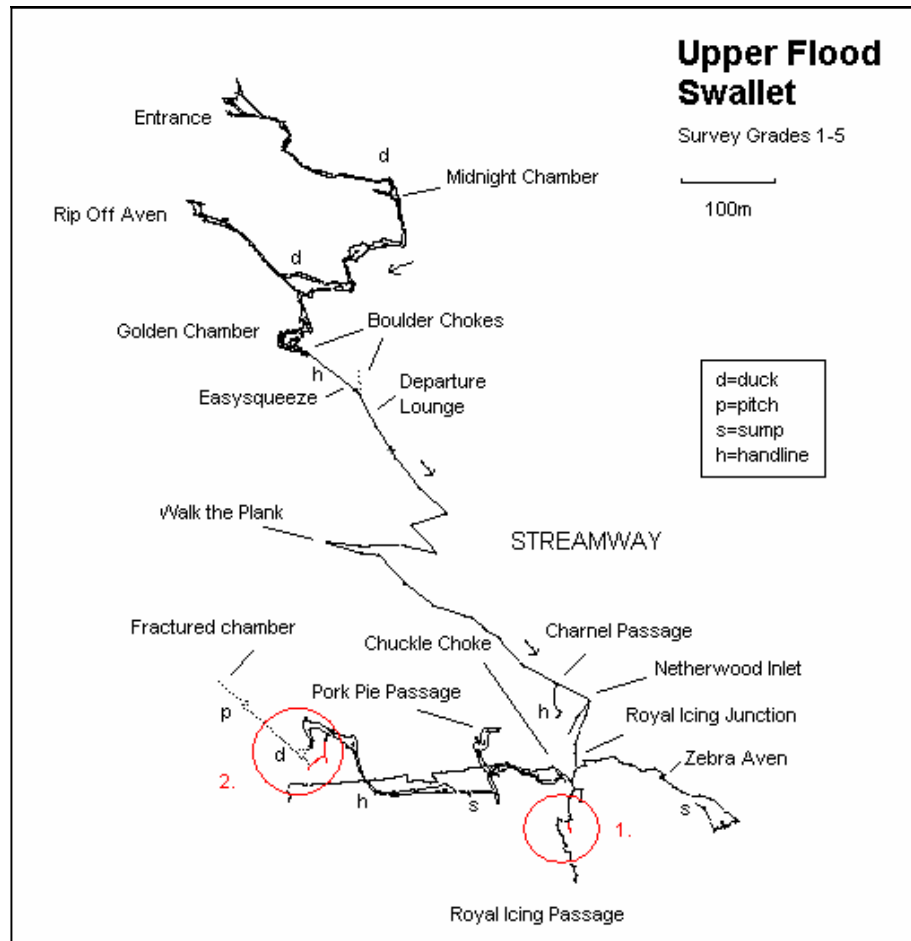 Upper Flood
Swallet
Survey Grades 1-5
100m
Entrance
d
Midnight Chamber
Rip Off Aven
d
Golden Chamber
Boulder Chokes
h
Easysqueeze
Departure
Lounge
d=duck
p=pitch
s=sump
h=handline
Walk the Plank
STREAMWAY
Fractured chamber
Chuckle Choke
Charnel Passage
Netherwood Inlet
p
Pork Pie Passage
h
Royal Icing Junction
d
Zebra Aven
2.
h
s
s
1.
Royal Icing Passage